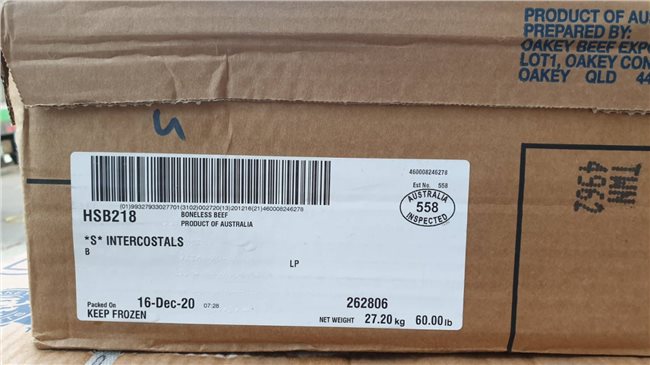 PRODUCT OF AU
PREPARED BY:
OAKEY BEEF EXPO
LOT1, OAKEY CON
OAKEY QLD 44
460008246278
(01)99327933027701(3102)002720(13)201216(21)460008246278
Est No. 558
AUSTRALIA
558
INSPECTED
HSB218
BONELESS BEEF
PRODUCT OF AUSTRALIA
*S* INTERCOSTALS
B
LP
Packed On 16-Dec-20 07:28
262806
KEEP FROZEN
NET WEIGHT 27.20 kg 60.00 lb
THN
4962